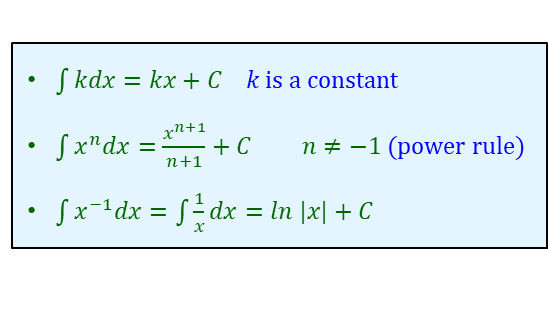 • ∫ kdx = kx + C k is a constant
• ∫ xⁿdx = xⁿ⁺¹/n+1 + C n ≠ −1 (power rule)
• ∫ x⁻¹dx = ∫ 1/x dx = ln |x| + C